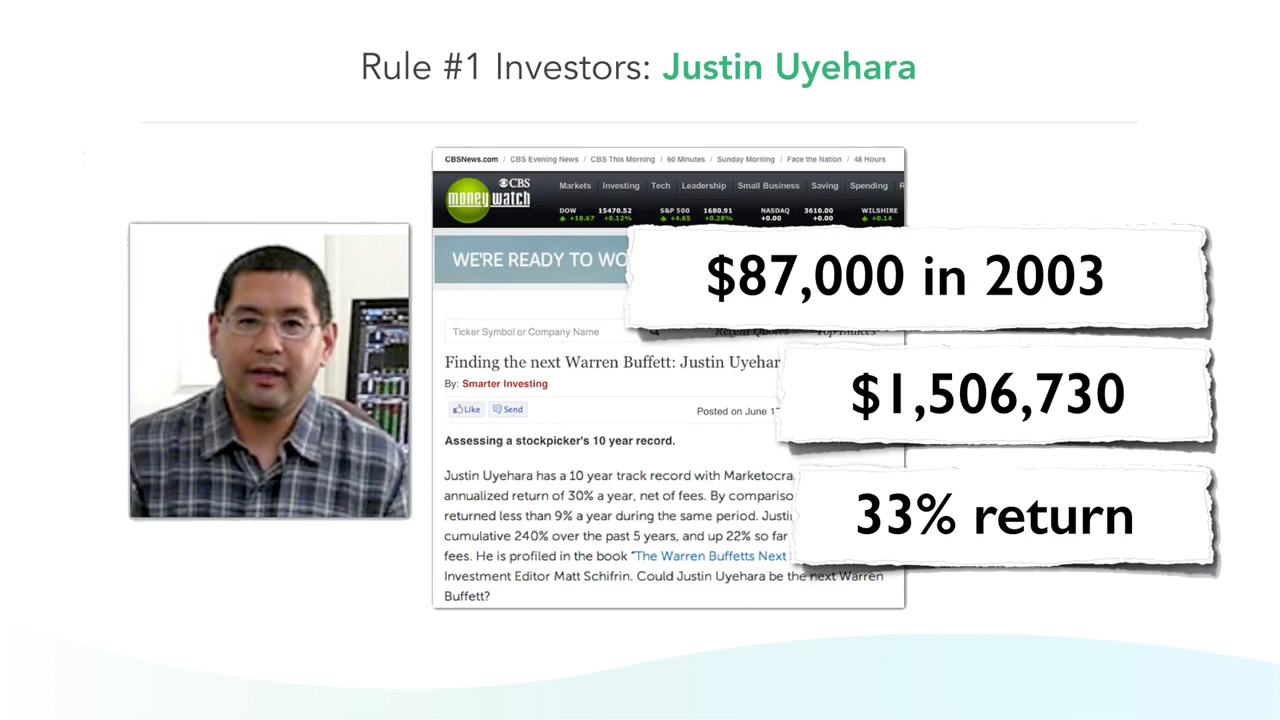 Rule #1 Investors: Justin Uyehara
CBSNews.com / CBS Evening News / CBS This Morning / 60 Minutes / Sunday Morning / Face the Nation / 48 Hours
CBS
money watch
Markets Investing Tech Leadership Small Business Saving Spending R
DOW 15470.52 S&P 500 1680.91 NASDAQ 3610.00 WILSHIRE
+18.67 +0.12% +4.65 +0.28% +0.00 +0.00 +0.14
WE'RE READY TO WO
$87,000 in 2003
Ticker Symbol or Company Name Recent Quotes Top Indices
Finding the next Warren Buffett: Justin Uyehar
By: Smarter Investing
$1,506,730
Like Send Posted on June
Assessing a stockpicker's 10 year record.
Justin Uyehara has a 10 year track record with Marketocra
annualized return of 30% a year, net of fees. By compariso
returned less than 9% a year during the same period. Justi
33% return
cumulative 240% over the past 5 years, and up 22% so far
fees. He is profiled in the book "The Warren Buffetts Next
Investment Editor Matt Schifrin. Could Justin Uyehara be the next Warren
Buffett?